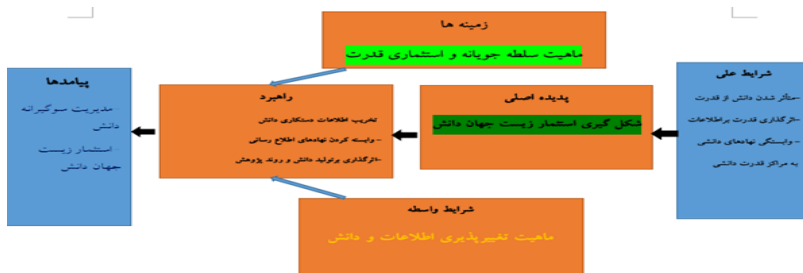 زمینه ها
ماهیت سلطه جویانه و استثماری قدرت
شرایط علی
-متأثر شدن دانش از قدرت
-اثرگذاری قدرت براطلاعات
- وابستگی نهادهای دانشی
به مراکز قدرت دانشی
پدیده اصلی
شکل گیری استثمار زیست جهان دانش
راهبرد
تخریب اطلاعات دستکاری دانش
- وابسته کردن نهادهای اطلاع رسانی
-اثرگذاری برتولید دانش و روند پژوهش
پیامدها
-مدیریت سوگیرانه
دانش
-استثمار زیست
جهان دانش
شرایط واسطه
ماهیت تغییرپذیری اطلاعات و دانش